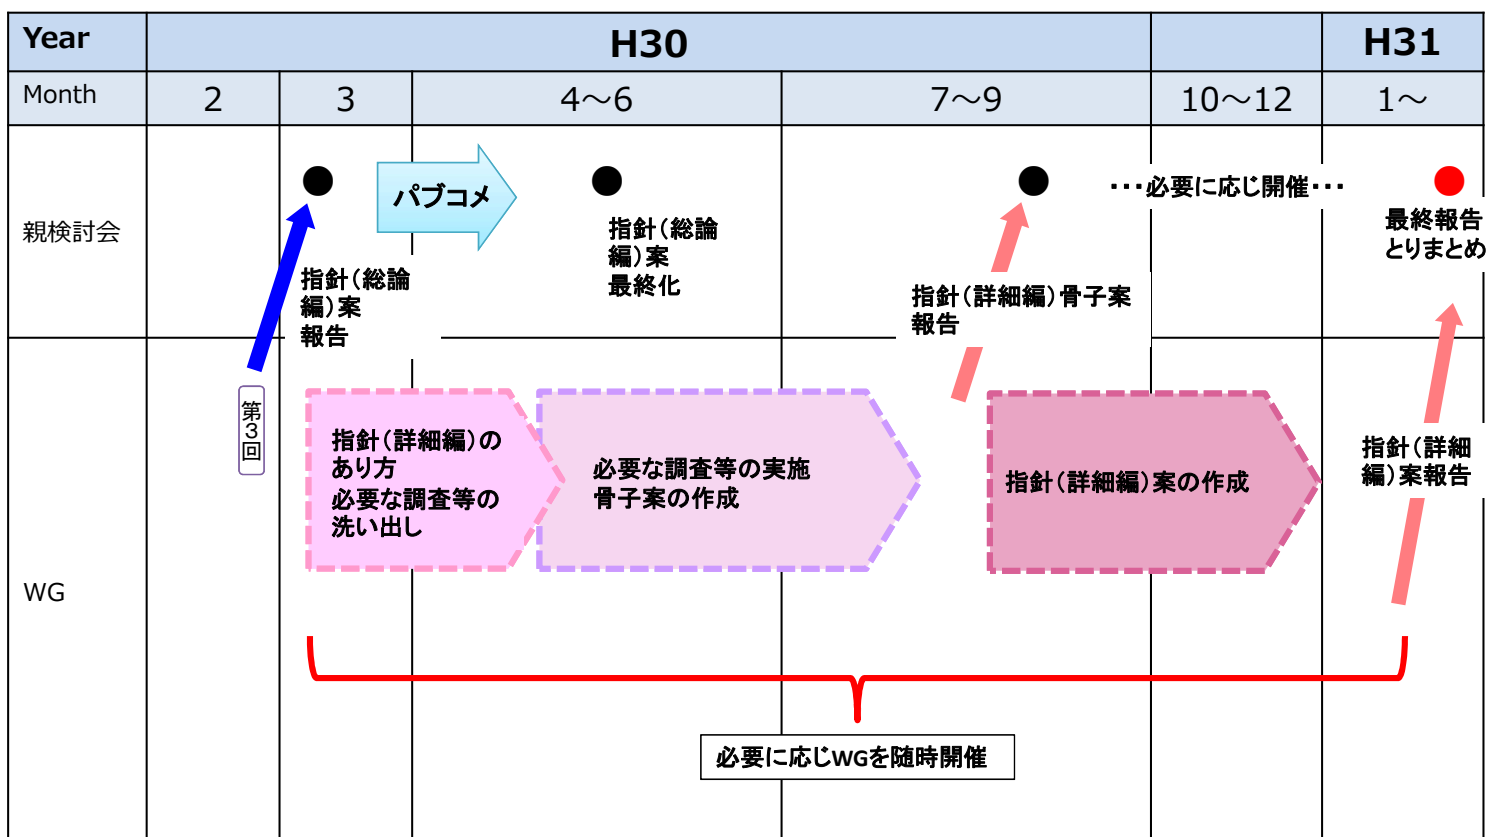 Year
H30
H31
Month
2
3
4～6
7～9
10～12
1～
親検討会
パブコメ
指針（総論
編）案
報告
指針（総論
編）案
最終化
指針（詳細編）骨子案
報告
・・・必要に応じ開催・・・
最終報告
とりまとめ
WG
第3回
指針（詳細編）の
あり方
必要な調査等の
洗い出し
必要な調査等の実施
骨子案の作成
指針（詳細編）案の作成
指針（詳細
編）案報告
必要に応じWGを随時開催